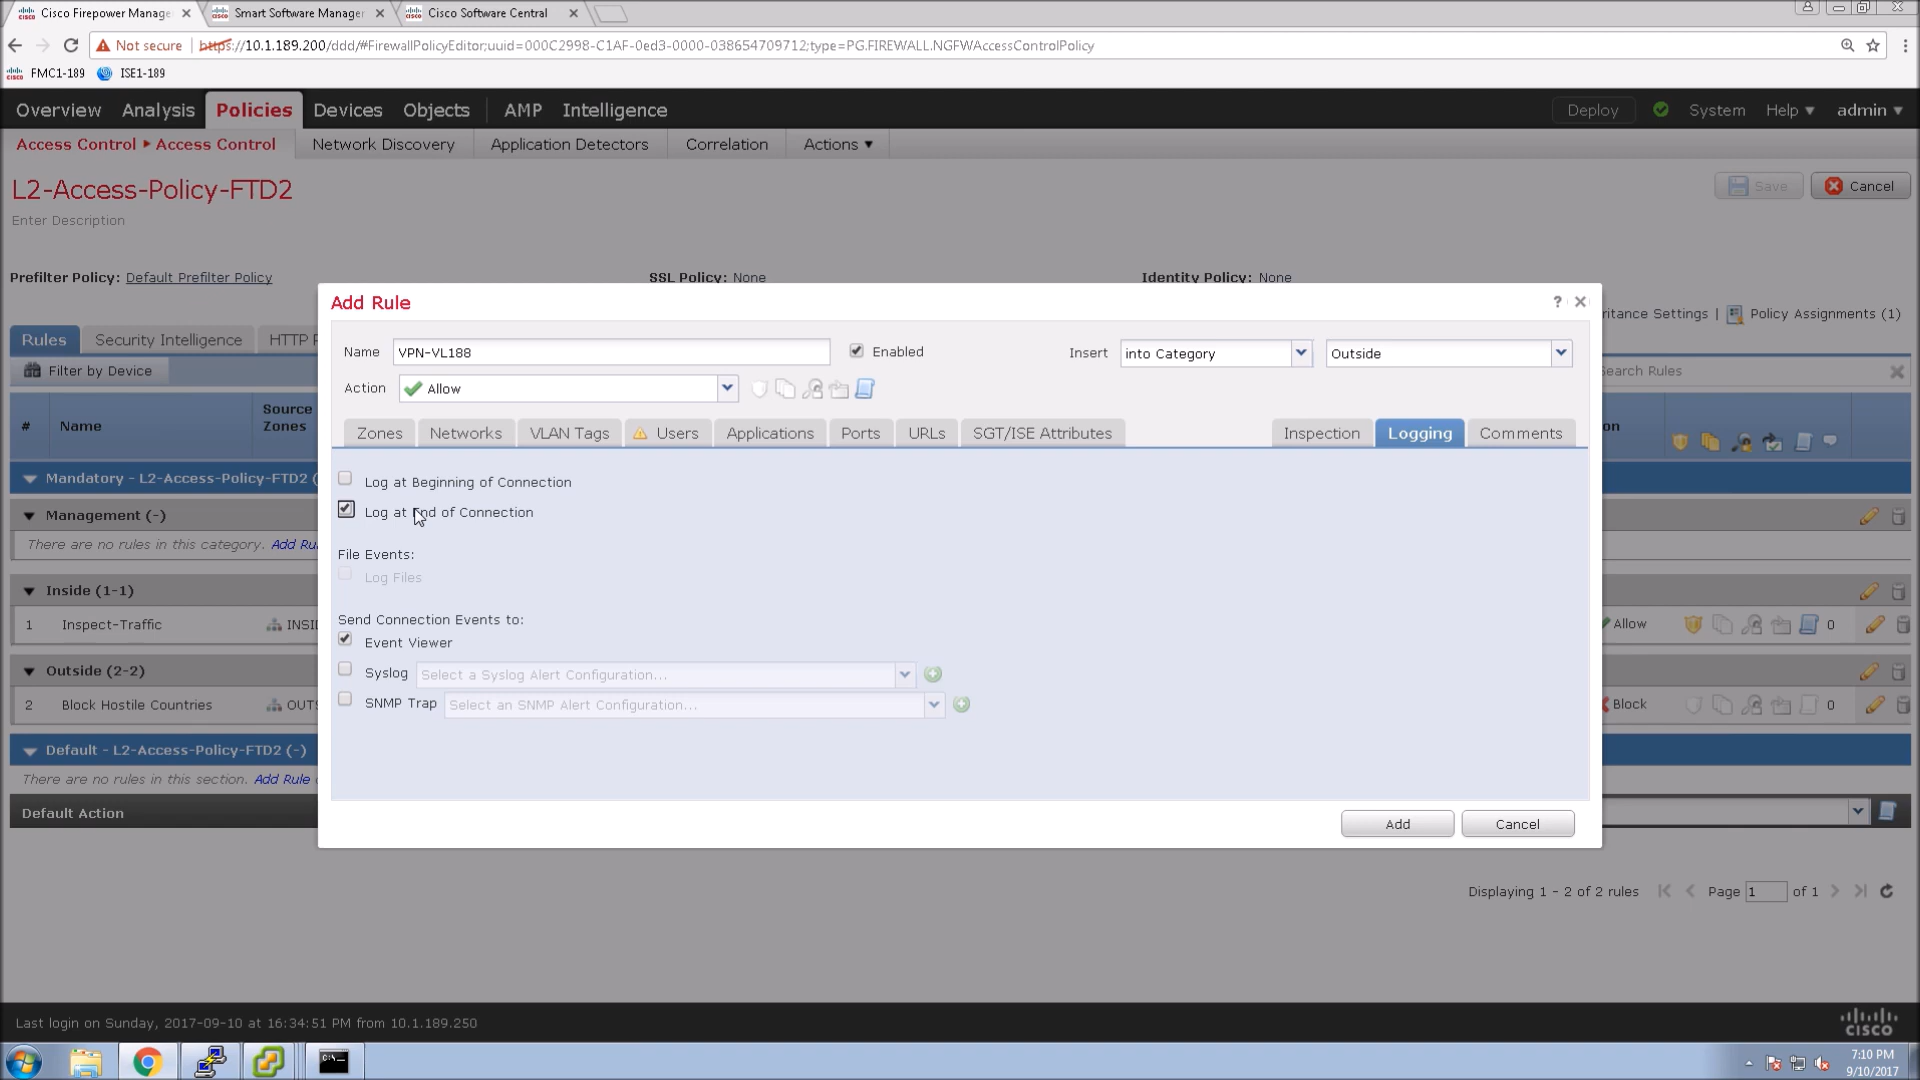 Cisco Firepower Manage
Smart Software Manager
Cisco Software Central
Not secure
https://10.1.189.200/ddd/#FirewallPolicyEditor;uuid=000C2998-C1AF-0ed3-0000-038654709712;type=PG.FIREWALL.NGFWAccessControlPolicy
FMC1-189
ISE1-189
Overview Analysis Policies Devices Objects AMP Intelligence Deploy System Help admin
Access Control Access Control Network Discovery Application Detectors Correlation Actions
L2-Access-Policy-FTD2
Save Cancel
Enter Description
Prefilter Policy: Default Prefilter Policy SSL Policy: None Identity Policy: None
Add Rule
ritance Settings | Policy Assignments (1)
Rules Security Intelligence HTTP
Name VPN-VL188 Enabled Insert into Category Outside
Filter by Device
Search Rules
Action Allow
# Name Source Zones
Zones Networks VLAN Tags Users Applications Ports URLs SGT/ISE Attributes Inspection Logging Comments
on
Mandatory - L2-Access-Policy-FTD2 (
Log at Beginning of Connection
Management (-)
Log at End of Connection
There are no rules in this category. Add Ru
File Events:
Log Files
Inside (1-1)
Send Connection Events to:
1 Inspect-Traffic INSI
Event Viewer
Allow 0
Outside (2-2)
Syslog Select a Syslog Alert Configuration...
2 Block Hostile Countries OUT
SNMP Trap Select an SNMP Alert Configuration...
Block 0
Default - L2-Access-Policy-FTD2 (-)
There are no rules in this section. Add Rule
Default Action
Add Cancel
Displaying 1 - 2 of 2 rules Page 1 of 1
Last login on Sunday, 2017-09-10 at 16:34:51 PM from 10.1.189.250
CISCO
7:10 PM
9/10/2017